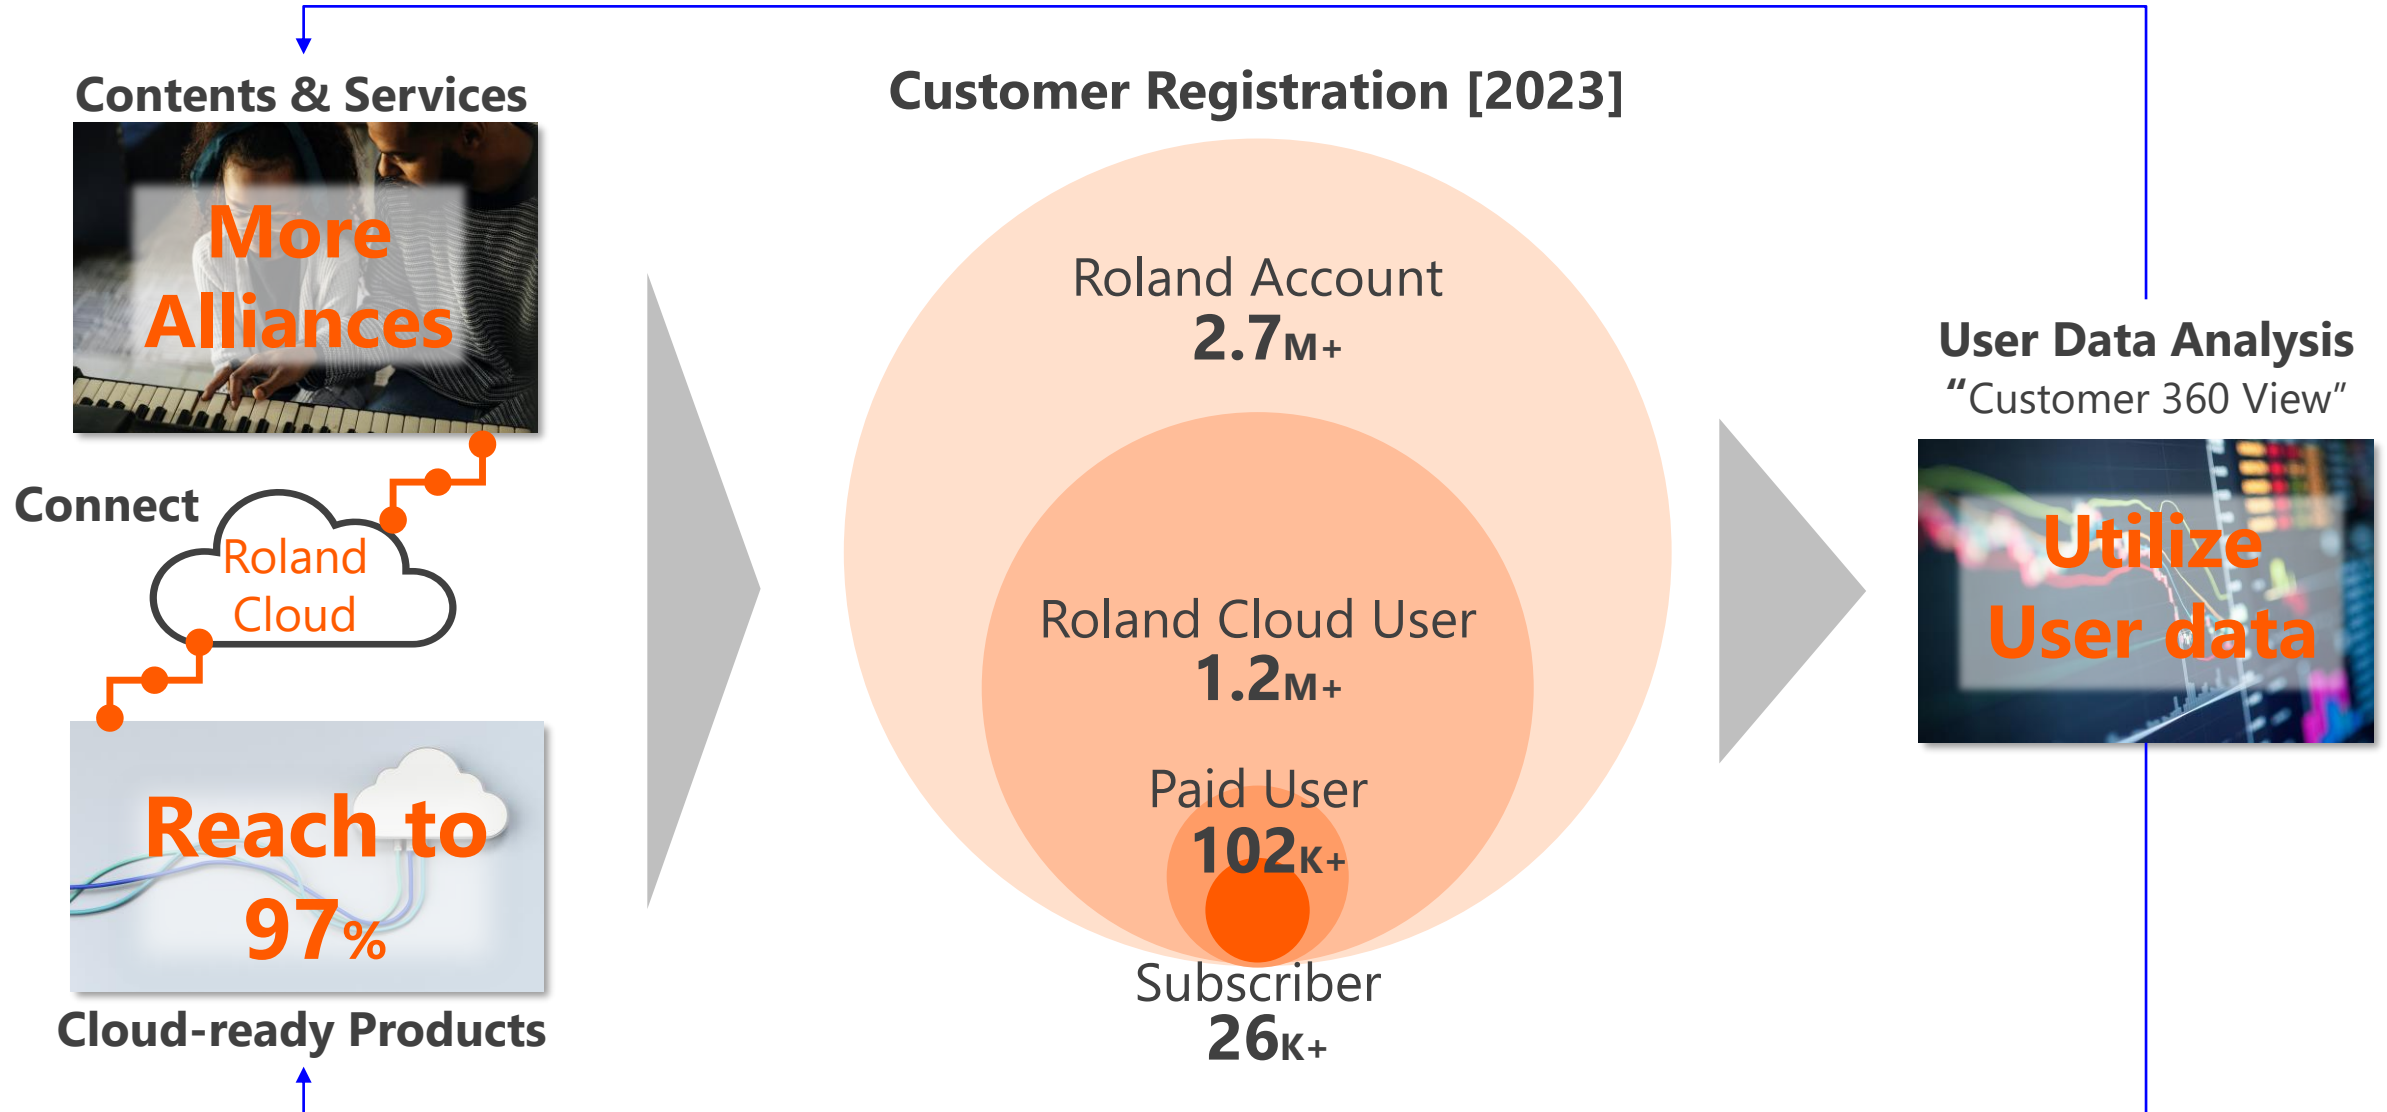 Contents & Services
More
Alliances
Connect
Roland
Cloud
Reach to
97%
Cloud-ready Products
Customer Registration [2023]
Roland Account
2.7M+
Roland Cloud User
1.2M+
Paid User
102K+
Subscriber
26K+
User Data Analysis
“Customer 360 View”
Utilize
User data